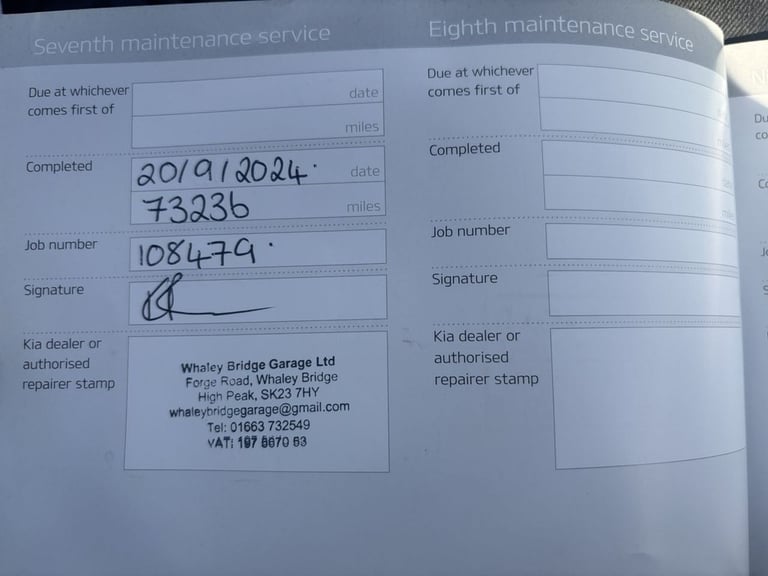 Seventh maintenance service
Due at whichever
comes first of
date
miles
Completed
20/9/2024.
date
73236
miles
Job number
108479.
Signature
Kia dealer or
authorised
repairer stamp
Whaley Bridge Garage Ltd
Forge Road, Whaley Bridge
High Peak, SK23 7HY
whaleybridgegarage@gmail.com
Tel: 01663 732549
VAT:
Eighth maintenance service
Due at whichever
comes first of
Completed
Job number
Signature
Kia dealer or
authorised
repairer stamp